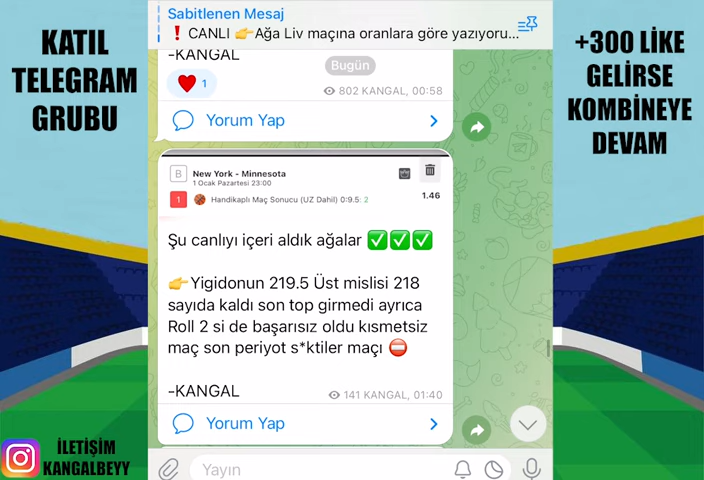 KATIL
TELEGRAM
GRUBU
Sabitlenen Mesaj
❗ CANLI 👉Ağa Liv maçına oranlara göre yazıyoru...
-KANGAL
Bugün
❤️ 1
802 KANGAL, 00:58
Yorum Yap
B New York - Minnesota
1 Ocak Pazartesi 23:00
1 Handikaplı Maç Sonucu (UZ Dahil) 0:9.5: 2 1.46
Şu canlıyı içeri aldık ağalar ✅✅✅
👉Yigidonun 219.5 Üst mislisi 218
sayıda kaldı son top girmedi ayrıca
Roll 2 si de başarısız oldu kısmetsiz
maç son periyot s*ktiler maçı ⛔
-KANGAL
141 KANGAL, 01:40
Yorum Yap
Yayın
+300 LİKE
GELİRSE
KOMBİNEYE
DEVAM
İLETİŞİM
KANGALBEYY